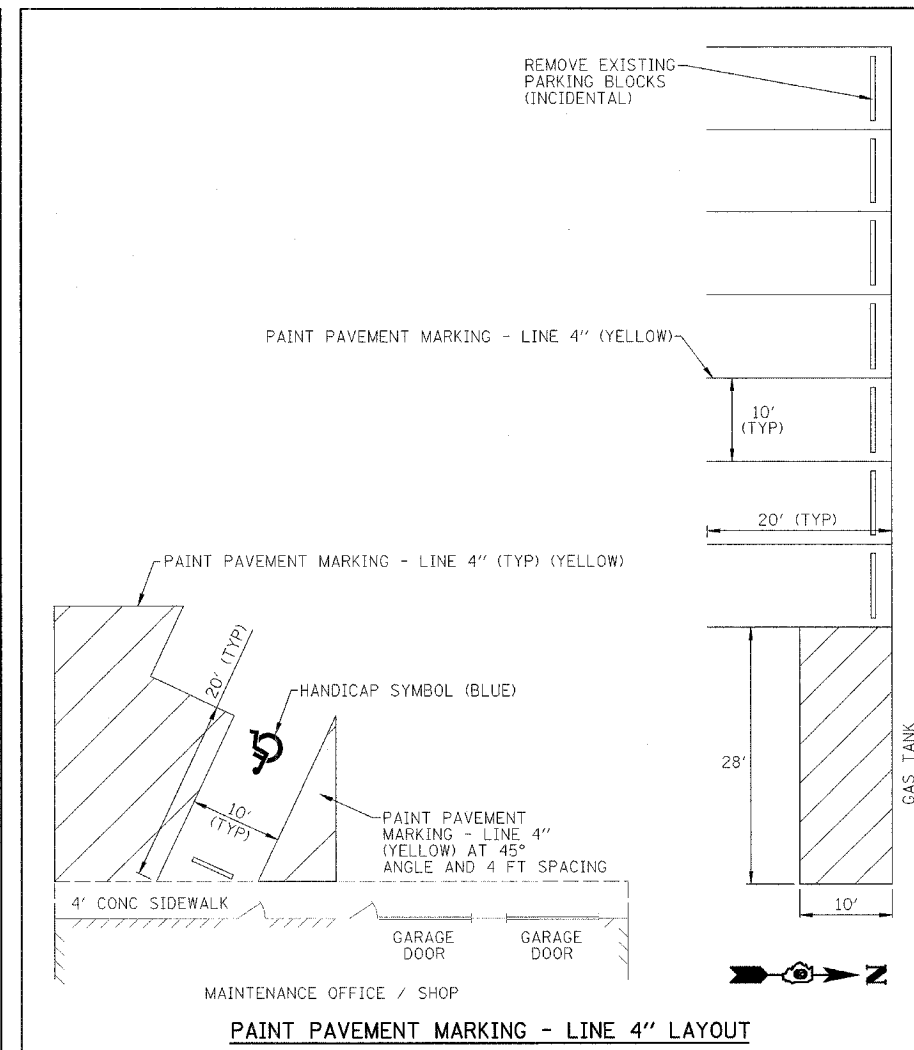 REMOVE EXISTING
PARKING BLOCKS
(INCIDENTAL)
PAINT PAVEMENT MARKING - LINE 4" (YELLOW)
10'
(TYP)
20' (TYP)
PAINT PAVEMENT MARKING - LINE 4" (TYP) (YELLOW)
20' (TYP)
HANDICAP SYMBOL (BLUE)
10'
(TYP)
PAINT PAVEMENT
MARKING - LINE 4"
(YELLOW) AT 45°
ANGLE AND 4 FT SPACING
28'
GAS TANK
10'
4' CONC SIDEWALK
GARAGE
DOOR
GARAGE
DOOR
MAINTENANCE OFFICE / SHOP
N
PAINT PAVEMENT MARKING - LINE 4" LAYOUT